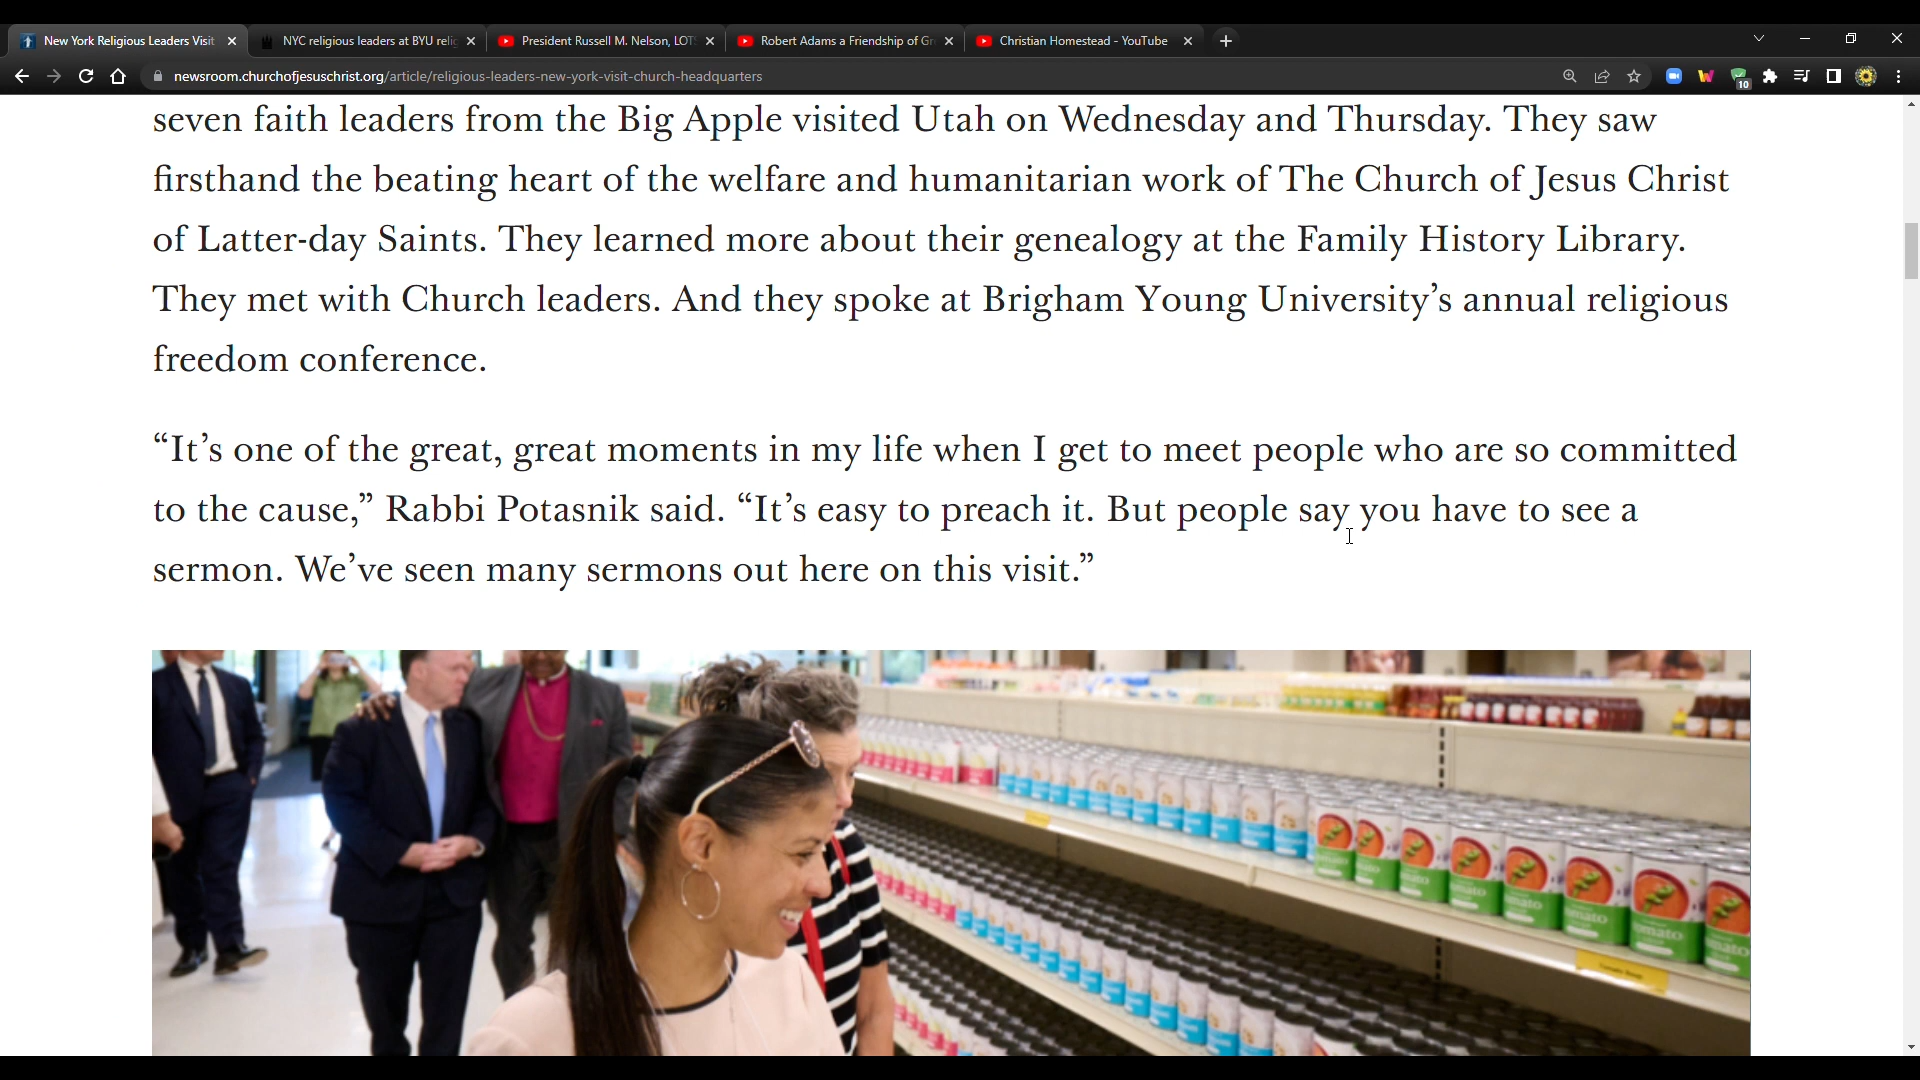 New York Religious Leaders Visit
NYC religious leaders at BYU relig
President Russell M. Nelson, LOTS
Robert Adams a Friendship of Gr
Christian Homestead - YouTube
newsroom.churchofjesuschrist.org/article/religious-leaders-new-york-visit-church-headquarters
10
seven faith leaders from the Big Apple visited Utah on Wednesday and Thursday. They saw
firsthand the beating heart of the welfare and humanitarian work of The Church of Jesus Christ
of Latter-day Saints. They learned more about their genealogy at the Family History Library.
They met with Church leaders. And they spoke at Brigham Young University’s annual religious
freedom conference.
“It’s one of the great, great moments in my life when I get to meet people who are so committed
to the cause,” Rabbi Potasnik said. “It’s easy to preach it. But people say you have to see a
sermon. We’ve seen many sermons out here on this visit.”
tomato